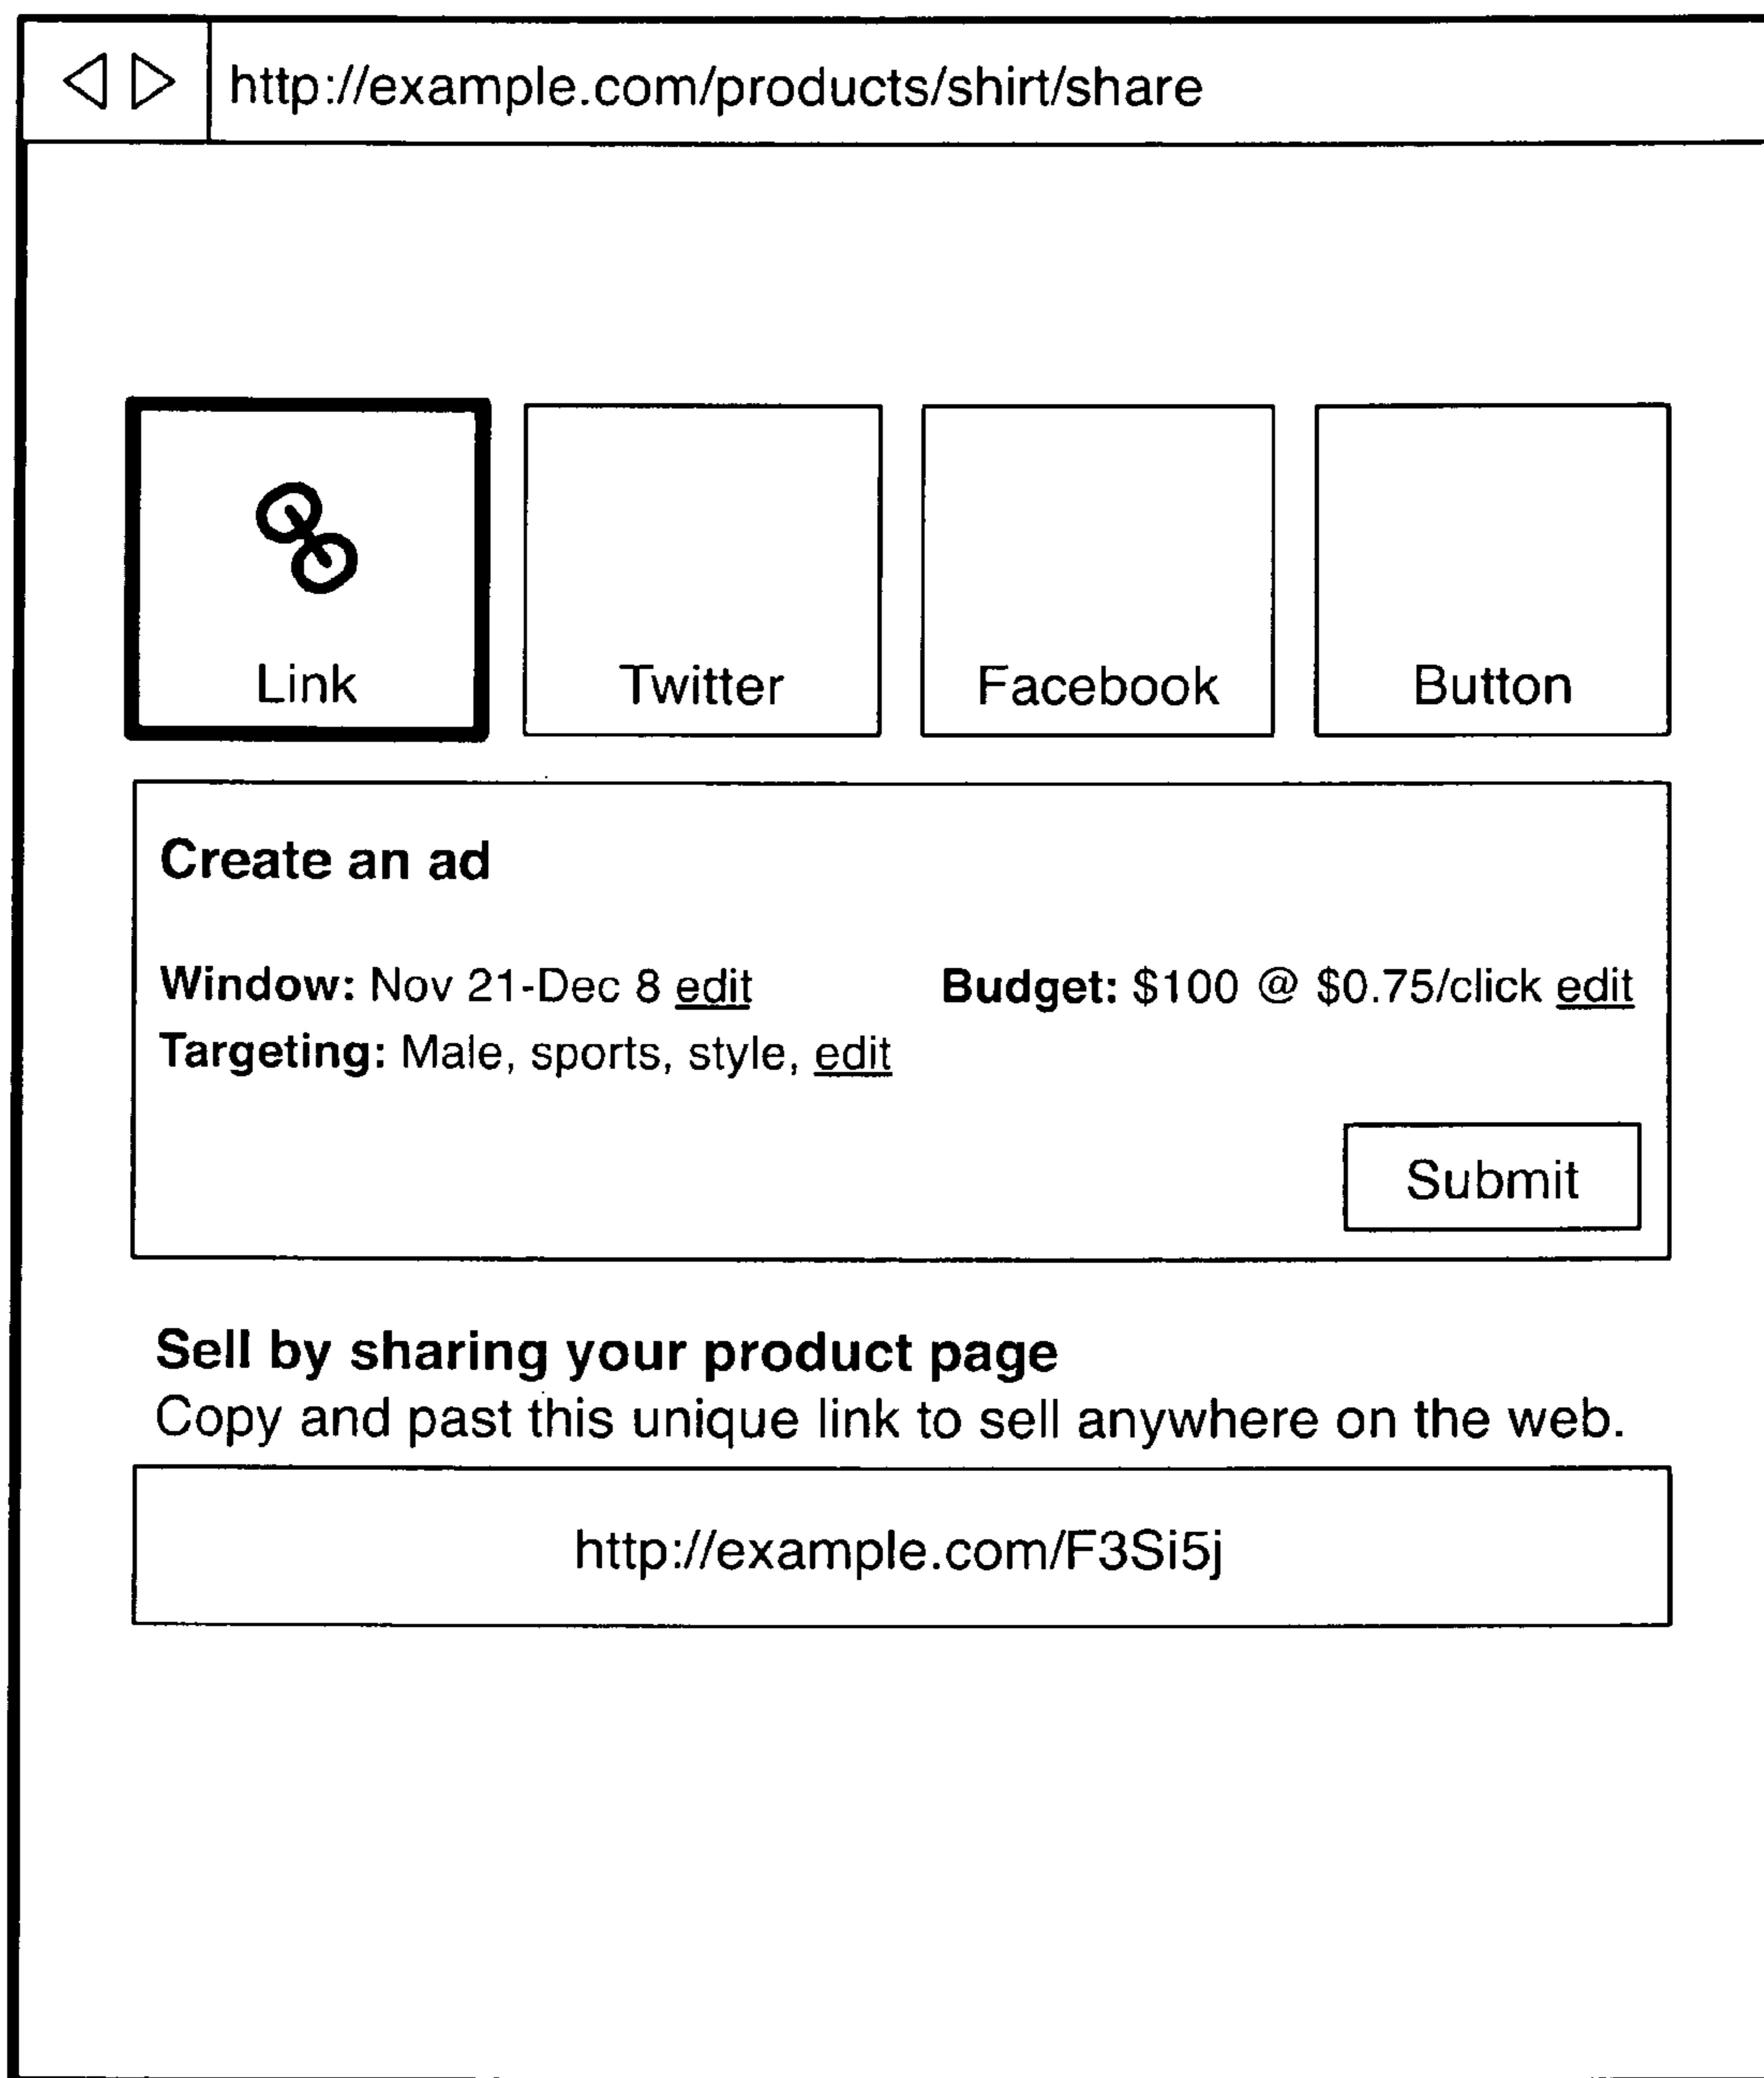 http://example.com/products/shirt/share
Link Twitter Facebook Button
Create an ad
Window: Nov 21-Dec 8 edit Budget: $100 @ $0.75/click edit
Targeting: Male, sports, style, edit
Submit
Sell by sharing your product page
Copy and past this unique link to sell anywhere on the web.
http://example.com/F3Si5j